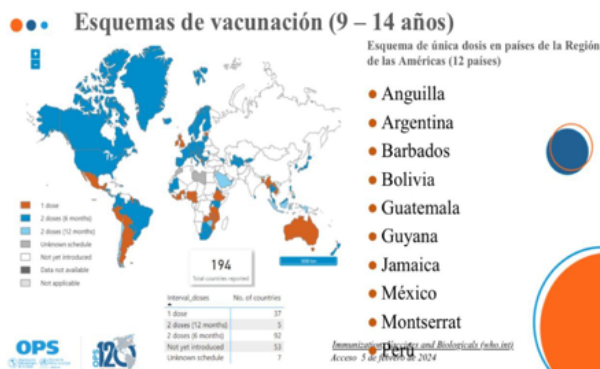 Esquemas de vacunación (9 – 14 años)
Esquema de única dosis en países de la Región
de las Américas (12 países)
Anguilla
Argentina
Barbados
Bolivia
Guatemala
Guyana
Jamaica
México
Montserrat
Perú
1 dose
2 doses (6 months)
2 doses (12 months)
Unknown schedule
Not yet introduced
Data not available
Not applicable
194
Total countries reported
Interval_doses No. of countries
1 dose 37
2 doses (12 months) 5
2 doses (6 months) 92
Not yet introduced 53
Unknown schedule 7
OPS
OPS 120
Immunization, Vaccines and Biologicals (who.int)
Acceso 5 de febrero de 2024